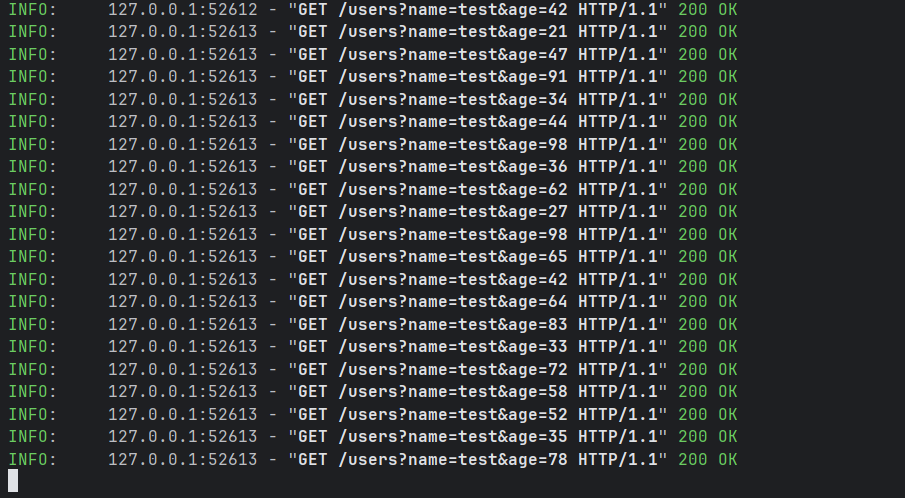 INFO:     127.0.0.1:52612 - "GET /users?name=test&age=42 HTTP/1.1" 200 OK
INFO:     127.0.0.1:52613 - "GET /users?name=test&age=21 HTTP/1.1" 200 OK
INFO:     127.0.0.1:52613 - "GET /users?name=test&age=47 HTTP/1.1" 200 OK
INFO:     127.0.0.1:52613 - "GET /users?name=test&age=91 HTTP/1.1" 200 OK
INFO:     127.0.0.1:52613 - "GET /users?name=test&age=34 HTTP/1.1" 200 OK
INFO:     127.0.0.1:52613 - "GET /users?name=test&age=44 HTTP/1.1" 200 OK
INFO:     127.0.0.1:52613 - "GET /users?name=test&age=98 HTTP/1.1" 200 OK
INFO:     127.0.0.1:52613 - "GET /users?name=test&age=36 HTTP/1.1" 200 OK
INFO:     127.0.0.1:52613 - "GET /users?name=test&age=62 HTTP/1.1" 200 OK
INFO:     127.0.0.1:52613 - "GET /users?name=test&age=27 HTTP/1.1" 200 OK
INFO:     127.0.0.1:52613 - "GET /users?name=test&age=98 HTTP/1.1" 200 OK
INFO:     127.0.0.1:52613 - "GET /users?name=test&age=65 HTTP/1.1" 200 OK
INFO:     127.0.0.1:52613 - "GET /users?name=test&age=42 HTTP/1.1" 200 OK
INFO:     127.0.0.1:52613 - "GET /users?name=test&age=64 HTTP/1.1" 200 OK
INFO:     127.0.0.1:52613 - "GET /users?name=test&age=83 HTTP/1.1" 200 OK
INFO:     127.0.0.1:52613 - "GET /users?name=test&age=33 HTTP/1.1" 200 OK
INFO:     127.0.0.1:52613 - "GET /users?name=test&age=72 HTTP/1.1" 200 OK
INFO:     127.0.0.1:52613 - "GET /users?name=test&age=58 HTTP/1.1" 200 OK
INFO:     127.0.0.1:52613 - "GET /users?name=test&age=52 HTTP/1.1" 200 OK
INFO:     127.0.0.1:52613 - "GET /users?name=test&age=35 HTTP/1.1" 200 OK
INFO:     127.0.0.1:52613 - "GET /users?name=test&age=78 HTTP/1.1" 200 OK